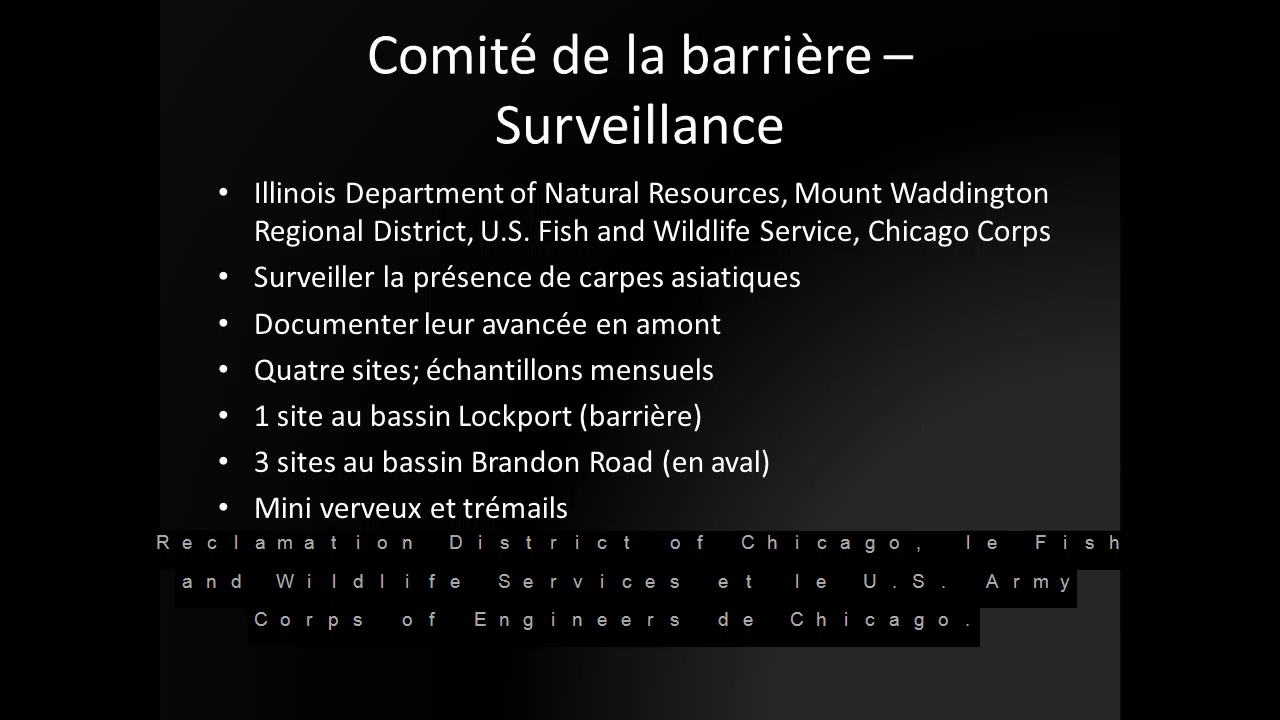 Comité de la barrière –
Surveillance
• Illinois Department of Natural Resources, Mount Waddington
Regional District, U.S. Fish and Wildlife Service, Chicago Corps
• Surveiller la présence de carpes asiatiques
• Documenter leur avancée en amont
• Quatre sites; échantillons mensuels
• 1 site au bassin Lockport (barrière)
• 3 sites au bassin Brandon Road (en aval)
• Mini verveux et trémails
Reclamation District of Chicago, le Fish
and Wildlife Services et le U.S. Army
Corps of Engineers de Chicago.